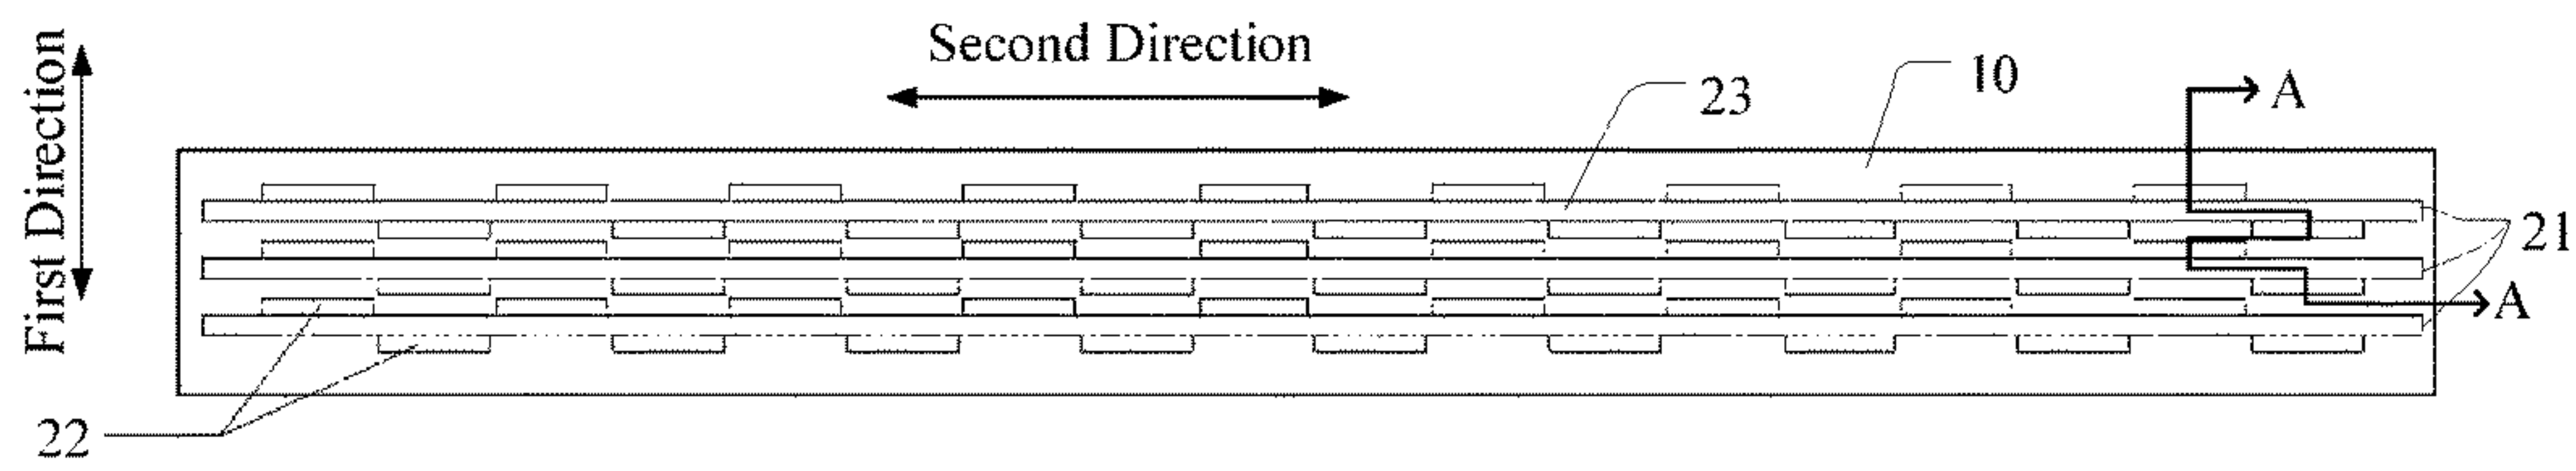 First Direction
Second Direction
23
10
A
21
A
22